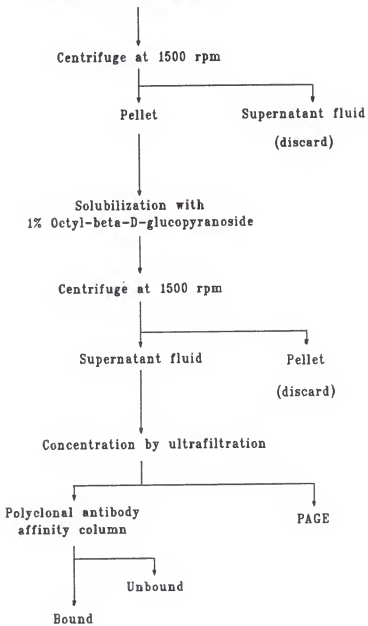 Centrifuge at 1500 rpm
Pellet
Supernatant fluid
(discard)
Solubilization with
1% Octyl-beta-D-glucopyranoside
Centrifuge at 1500 rpm
Supernatant fluid
Pellet
(discard)
Concentration by ultrafiltration
Polyclonal antibody
affinity column
PAGE
Unbound
Bound